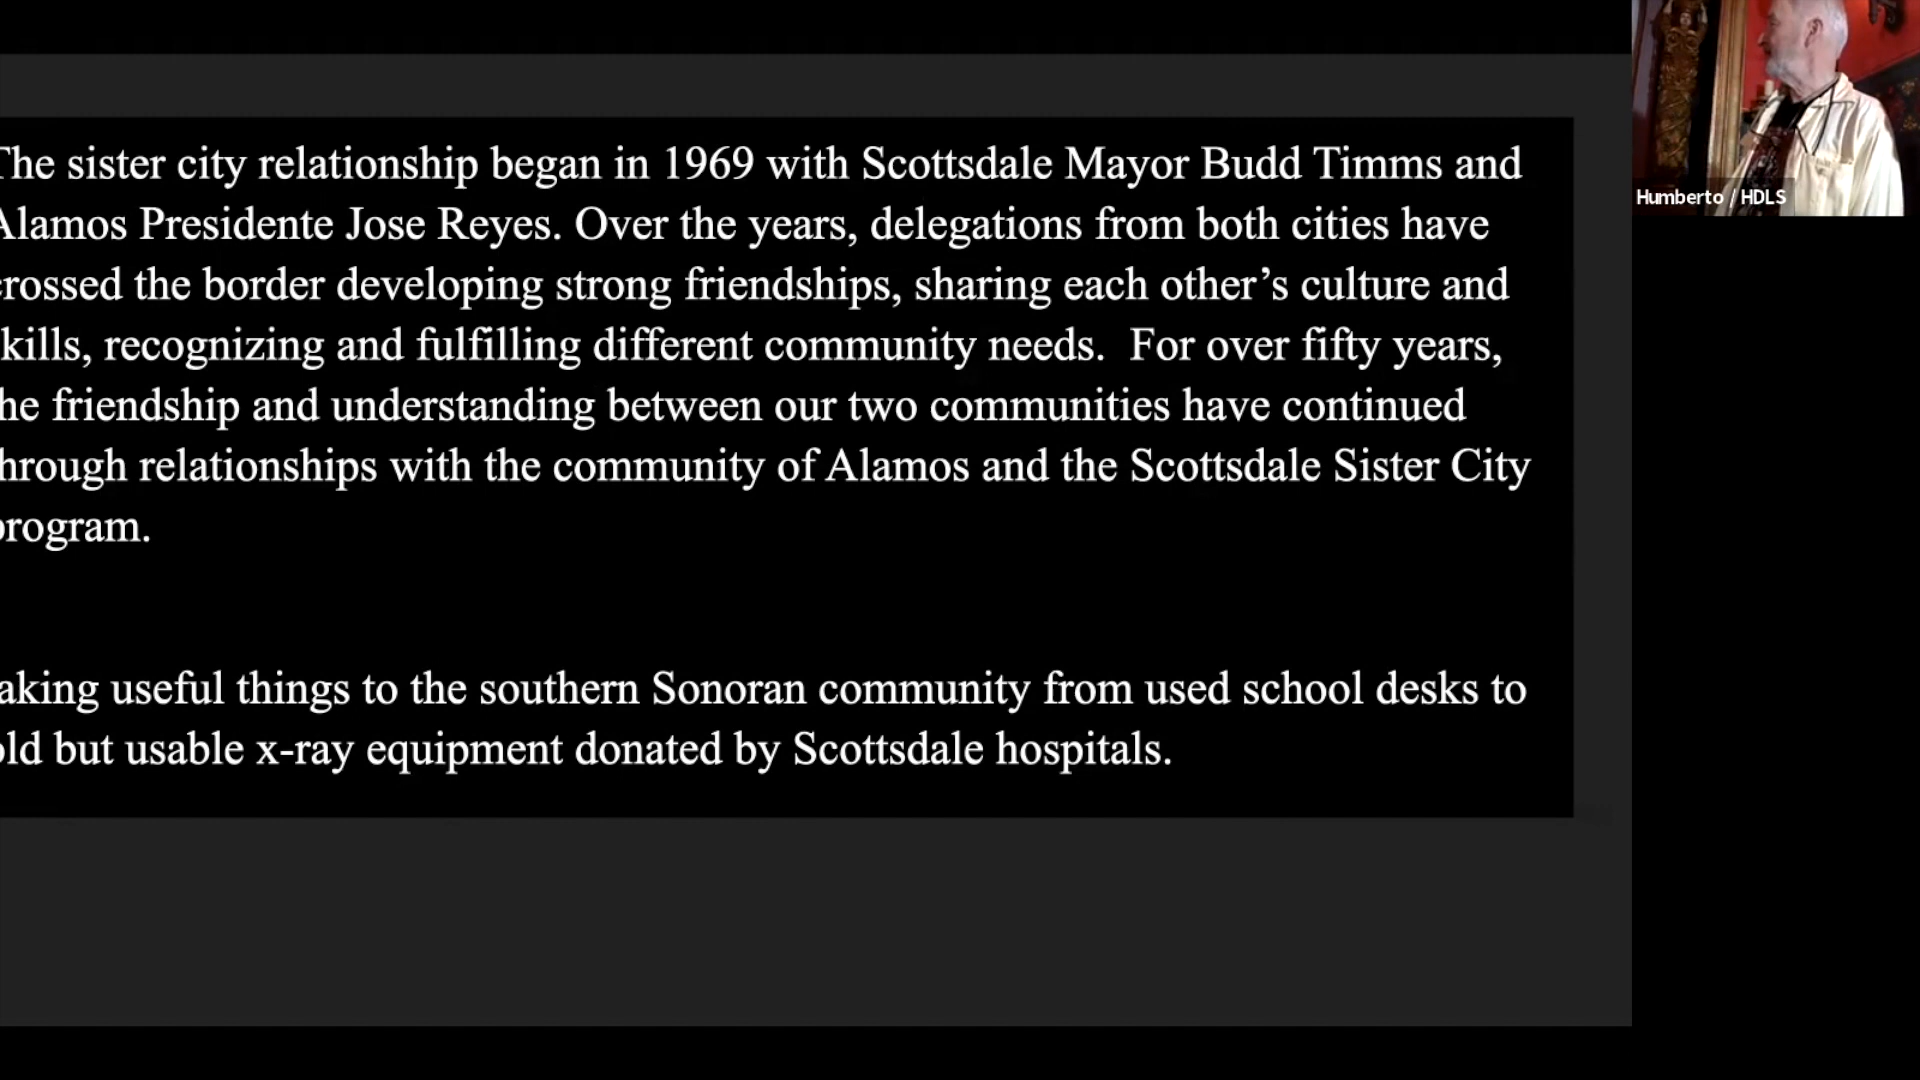 The sister city relationship began in 1969 with Scottsdale Mayor Budd Timms and
Alamos Presidente Jose Reyes. Over the years, delegations from both cities have
crossed the border developing strong friendships, sharing each other’s culture and
kills, recognizing and fulfilling different community needs.  For over fifty years,
he friendship and understanding between our two communities have continued
hrough relationships with the community of Alamos and the Scottsdale Sister City
program.
aking useful things to the southern Sonoran community from used school desks to
old but usable x-ray equipment donated by Scottsdale hospitals.
Humberto / HDLS